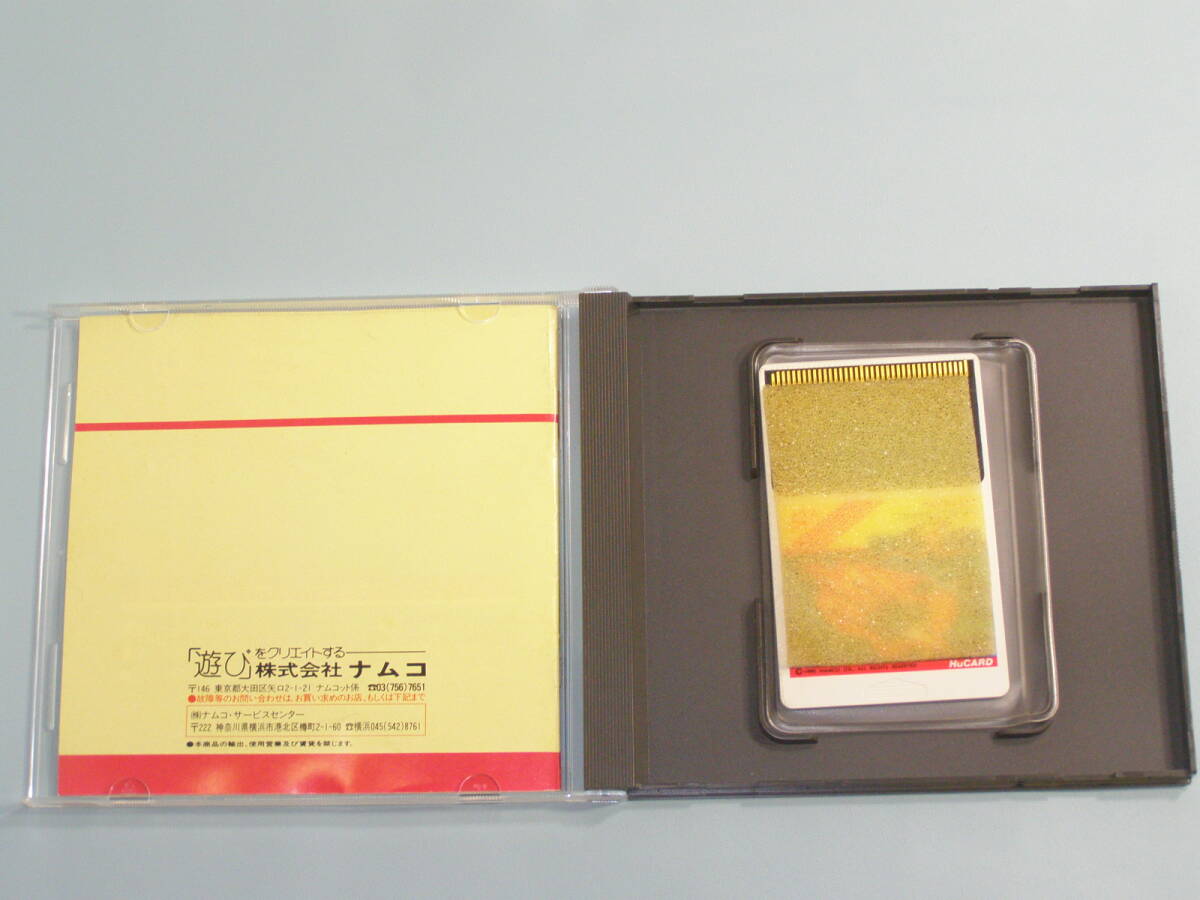 「遊び」をクリエイトする
株式会社 ナムコ
〒146 東京都大田区矢口2-1-21 ナムコット係 ☎03(756)7651
●故障等のお問い合わせは、お買い求めのお店、もしくは下記まで
㈱ナムコ・サービスセンター
〒222 神奈川県横浜市港北区樽町2-1-60 ☎横浜045(542)8761
●本商品の輸出、使用営業及び賃貸を禁じます。
HuCARD